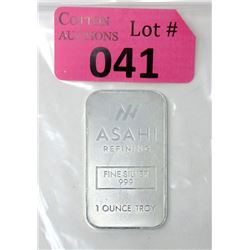 COTTON
AUCTIONS
Lot #
041
ASAHI
REFINING
FINE SILVER
999
1 OUNCE TROY